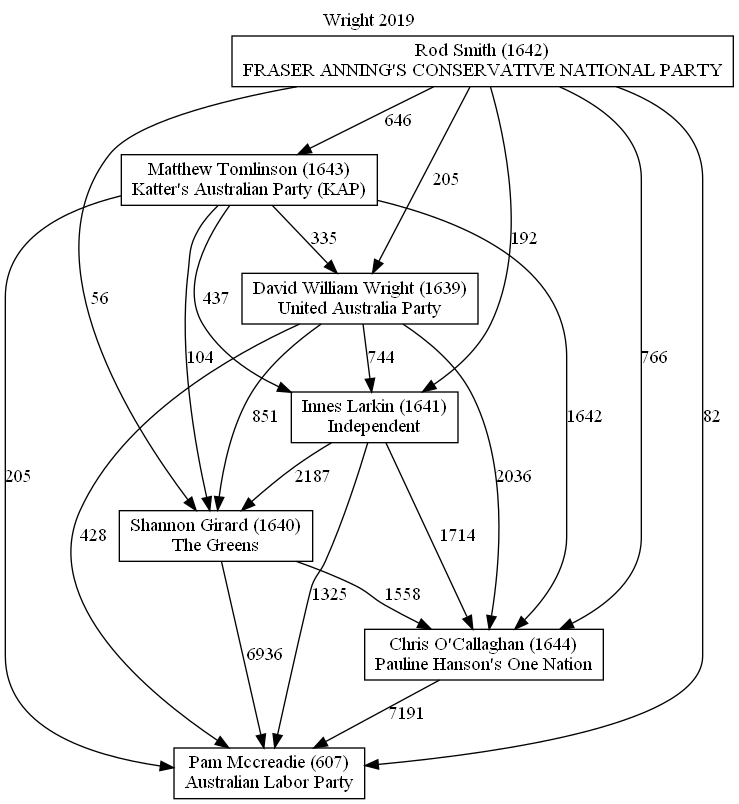 Wright 2019
Rod Smith (1642)
FRASER ANNING'S CONSERVATIVE NATIONAL PARTY
646
Matthew Tomlinson (1643)
Katter's Australian Party (KAP)
205
335
192
David William Wright (1639)
United Australia Party
56
437
104
744
766
Innes Larkin (1641)
Independent
851
1642
82
205
2187
2036
Shannon Girard (1640)
The Greens
428
1714
1325
1558
Chris O'Callaghan (1644)
Pauline Hanson's One Nation
6936
7191
Pam Mccreadie (607)
Australian Labor Party